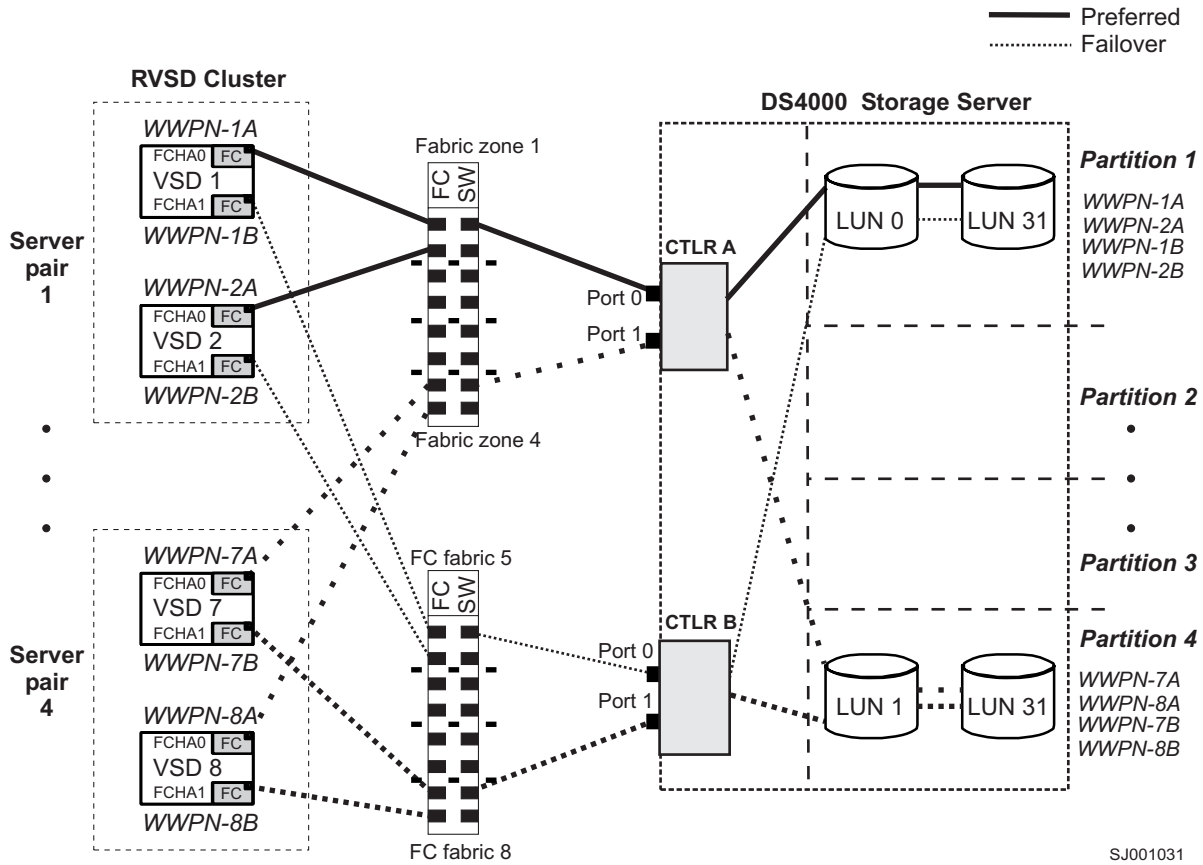 Preferred
Failover
RVSD Cluster
DS4000 Storage Server
WWPN-1A
FCHA0 FC
VSD 1
FCHA1 FC
WWPN-1B
Server
pair
1
WWPN-2A
FCHA0 FC
VSD 2
FCHA1 FC
WWPN-2B
Fabric zone 1
FC
SW
Fabric zone 4
CTLR A
Port 0
Port 1
LUN 0
LUN 31
Partition 1
WWPN-1A
WWPN-2A
WWPN-1B
WWPN-2B
Partition 2
Partition 3
WWPN-7A
FCHA0 FC
VSD 7
FCHA1 FC
WWPN-7B
Server
pair
4
WWPN-8A
FCHA0 FC
VSD 8
FCHA1 FC
WWPN-8B
FC fabric 5
FC
SW
FC fabric 8
CTLR B
Port 0
Port 1
LUN 1
LUN 31
Partition 4
WWPN-7A
WWPN-8A
WWPN-7B
WWPN-8B
SJ001031